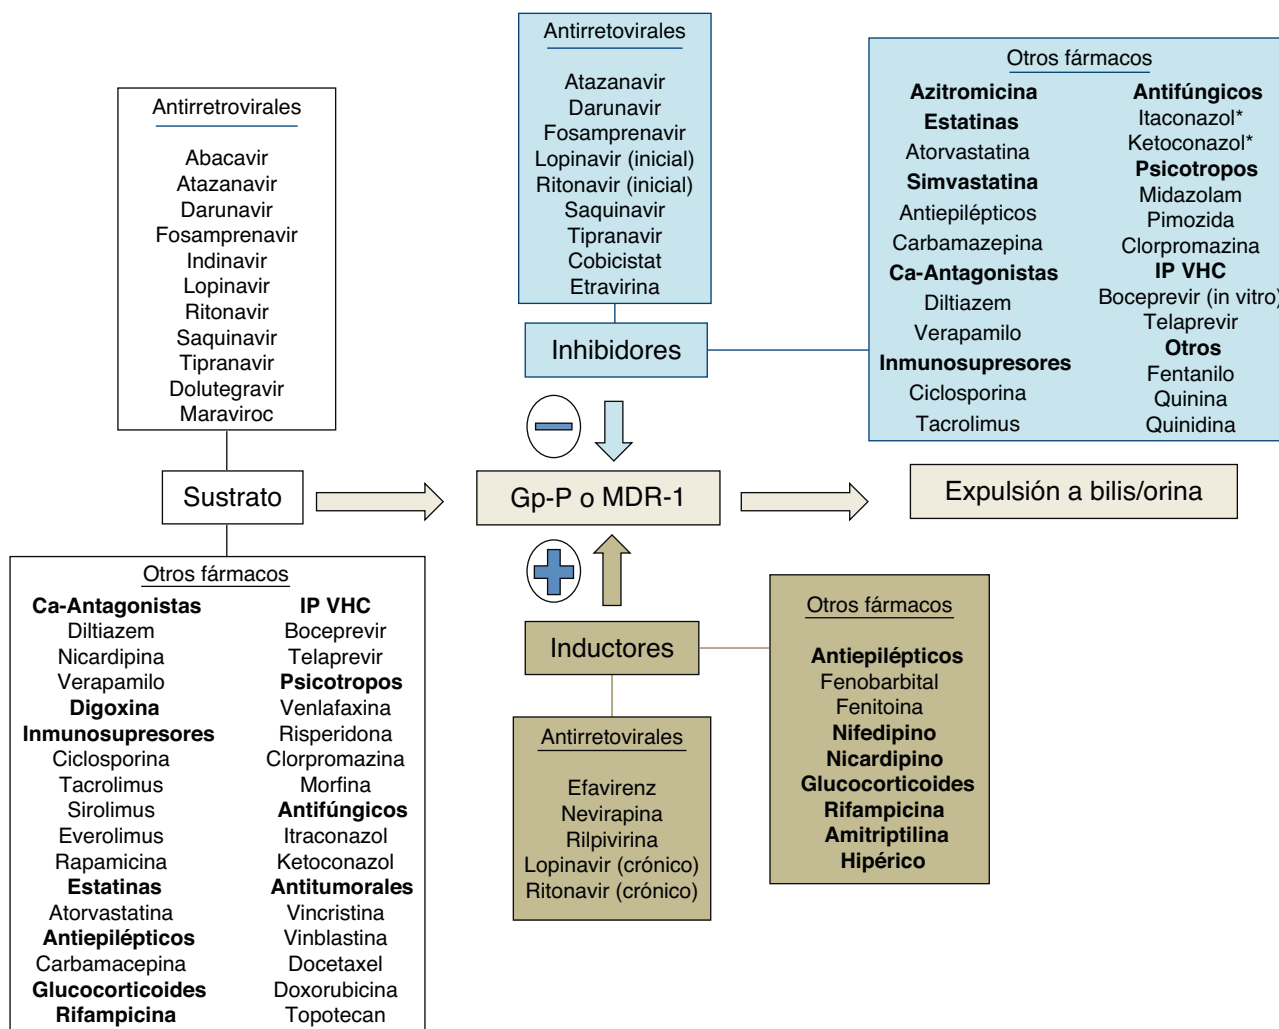 Antirretrovirales
Abacavir
Atazanavir
Darunavir
Fosamprenavir
Indinavir
Lopinavir
Ritonavir
Saquinavir
Tipranavir
Dolutegravir
Maraviroc
Sustrato
Otros fármacos
Ca-Antagonistas
Diltiazem
Nicardipina
Verapamilo
Digoxina
Inmunosupresores
Ciclosporina
Tacrolimus
Sirolimus
Everolimus
Rapamicina
Estatinas
Atorvastatina
Antiepilépticos
Carbamacepina
Glucocorticoides
Rifampicina
IP VHC
Boceprevir
Telaprevir
Psicotropos
Venlafaxina
Risperidona
Clorpromazina
Morfina
Antifúngicos
Itraconazol
Ketoconazol
Antitumorales
Vincristina
Vinblastina
Docetaxel
Doxorubicina
Topotecan
Antirretovirales
Atazanavir
Darunavir
Fosamprenavir
Lopinavir (inicial)
Ritonavir (inicial)
Saquinavir
Tipranavir
Cobicistat
Etravirina
Inhibidores
Otros fármacos
Azitromicina
Estatinas
Atorvastatina
Simvastatina
Antiepilépticos
Carbamazepina
Ca-Antagonistas
Diltiazem
Verapamilo
Inmunosupresores
Ciclosporina
Tacrolimus
Antifúngicos
Itaconazol*
Ketoconazol*
Psicotropos
Midazolam
Pimozida
Clorpromazina
IP VHC
Boceprevir (in vitro)
Telaprevir
Otros
Fentanilo
Quinina
Quinidina
Gp-P o MDR-1
Expulsión a bilis/orina
Inductores
Antirretovirales
Efavirenz
Nevirapina
Rilpivirina
Lopinavir (crónico)
Ritonavir (crónico)
Otros fármacos
Antiepilépticos
Fenobarbital
Fenitoina
Nifedipino
Nicardipino
Glucocorticoides
Rifampicina
Amitriptilina
Hipérico